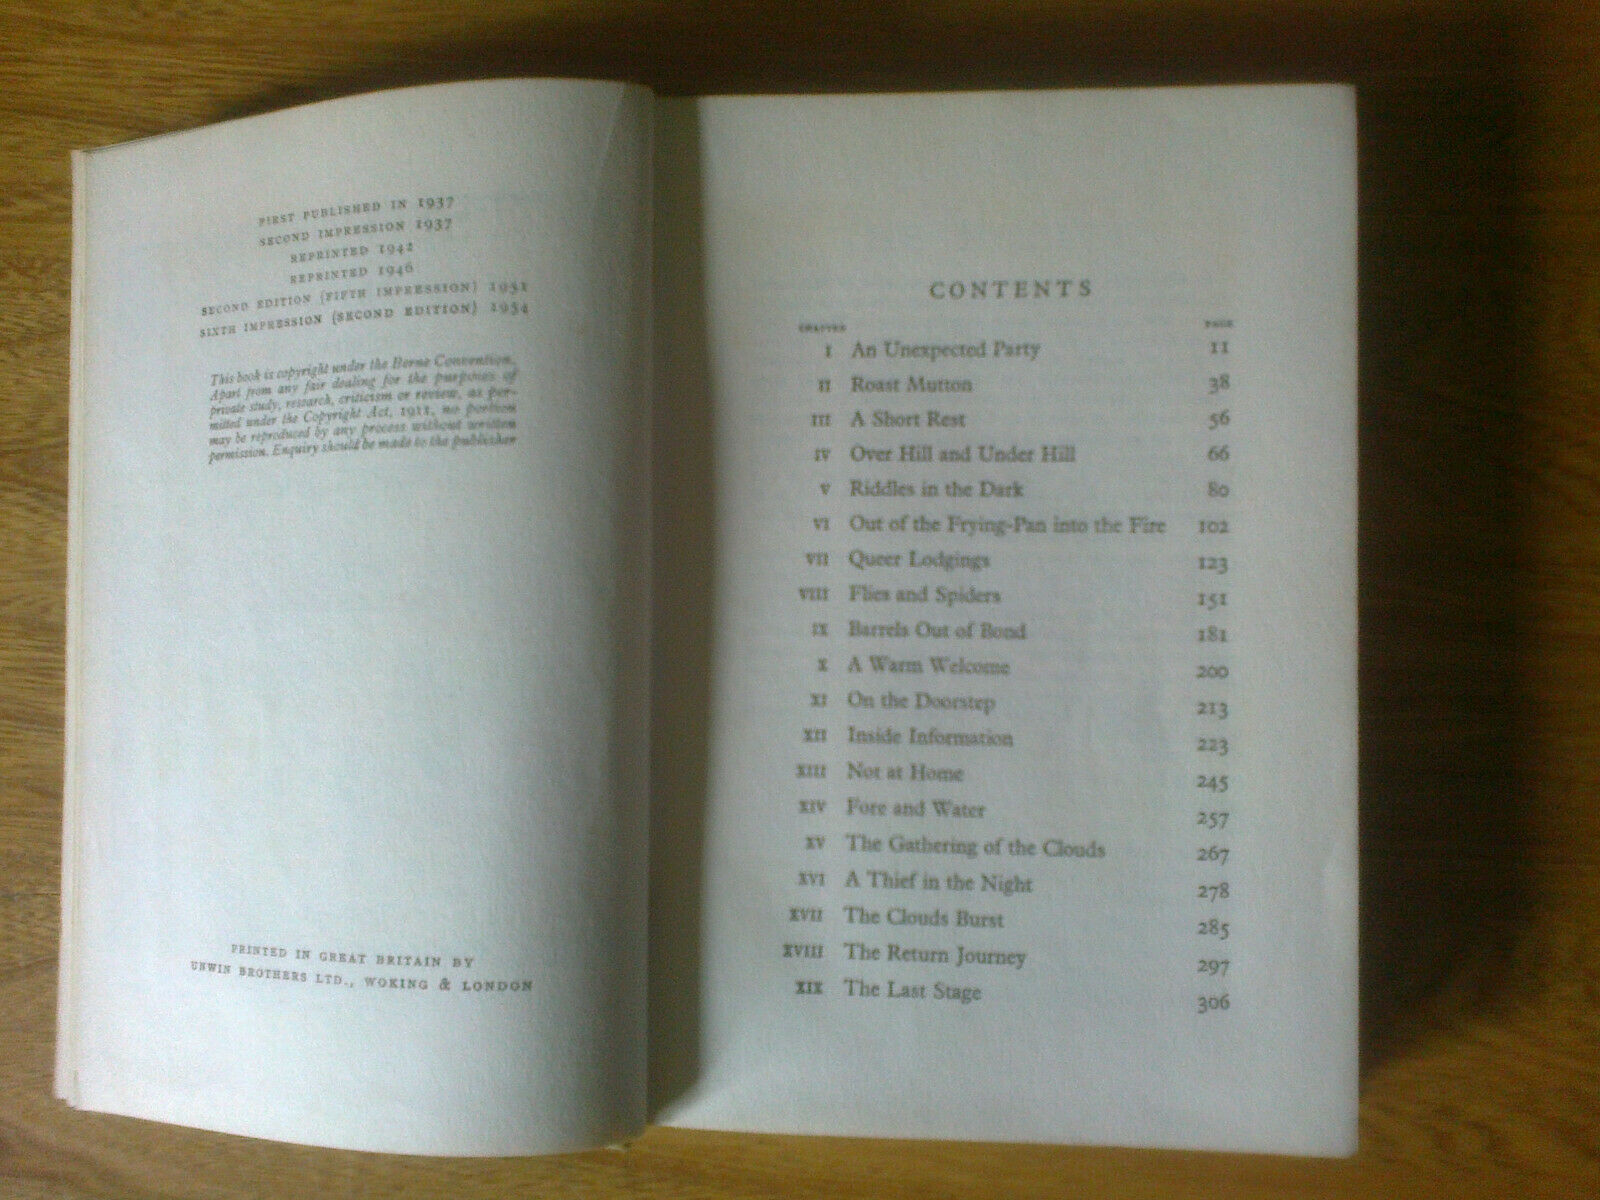 FIRST PUBLISHED IN 1937
SECOND IMPRESSION 1937
REPRINTED 1942
REPRINTED 1946
SECOND EDITION (FIFTH IMPRESSION) 1951
SIXTH IMPRESSION (SECOND EDITION) 1954
This book is copyright under the Berne Convention.
Apart from any fair dealing for the purposes of
private study, research, criticism or review, as per-
mitted under the Copyright Act, 1911, no portion
may be reproduced by any process without written
permission. Enquiry should be made to the publisher
PRINTED IN GREAT BRITAIN BY
UNWIN BROTHERS LTD., WOKING & LONDON
CONTENTS
CHAPTER PAGE
I An Unexpected Party 11
II Roast Mutton 38
III A Short Rest 56
IV Over Hill and Under Hill 66
V Riddles in the Dark 80
VI Out of the Frying-Pan into the Fire 102
VII Queer Lodgings 123
VIII Flies and Spiders 151
IX Barrels Out of Bond 181
X A Warm Welcome 200
XI On the Doorstep 213
XII Inside Information 223
XIII Not at Home 245
XIV Fore and Water 257
XV The Gathering of the Clouds 267
XVI A Thief in the Night 278
XVII The Clouds Burst 285
XVIII The Return Journey 297
XIX The Last Stage 306